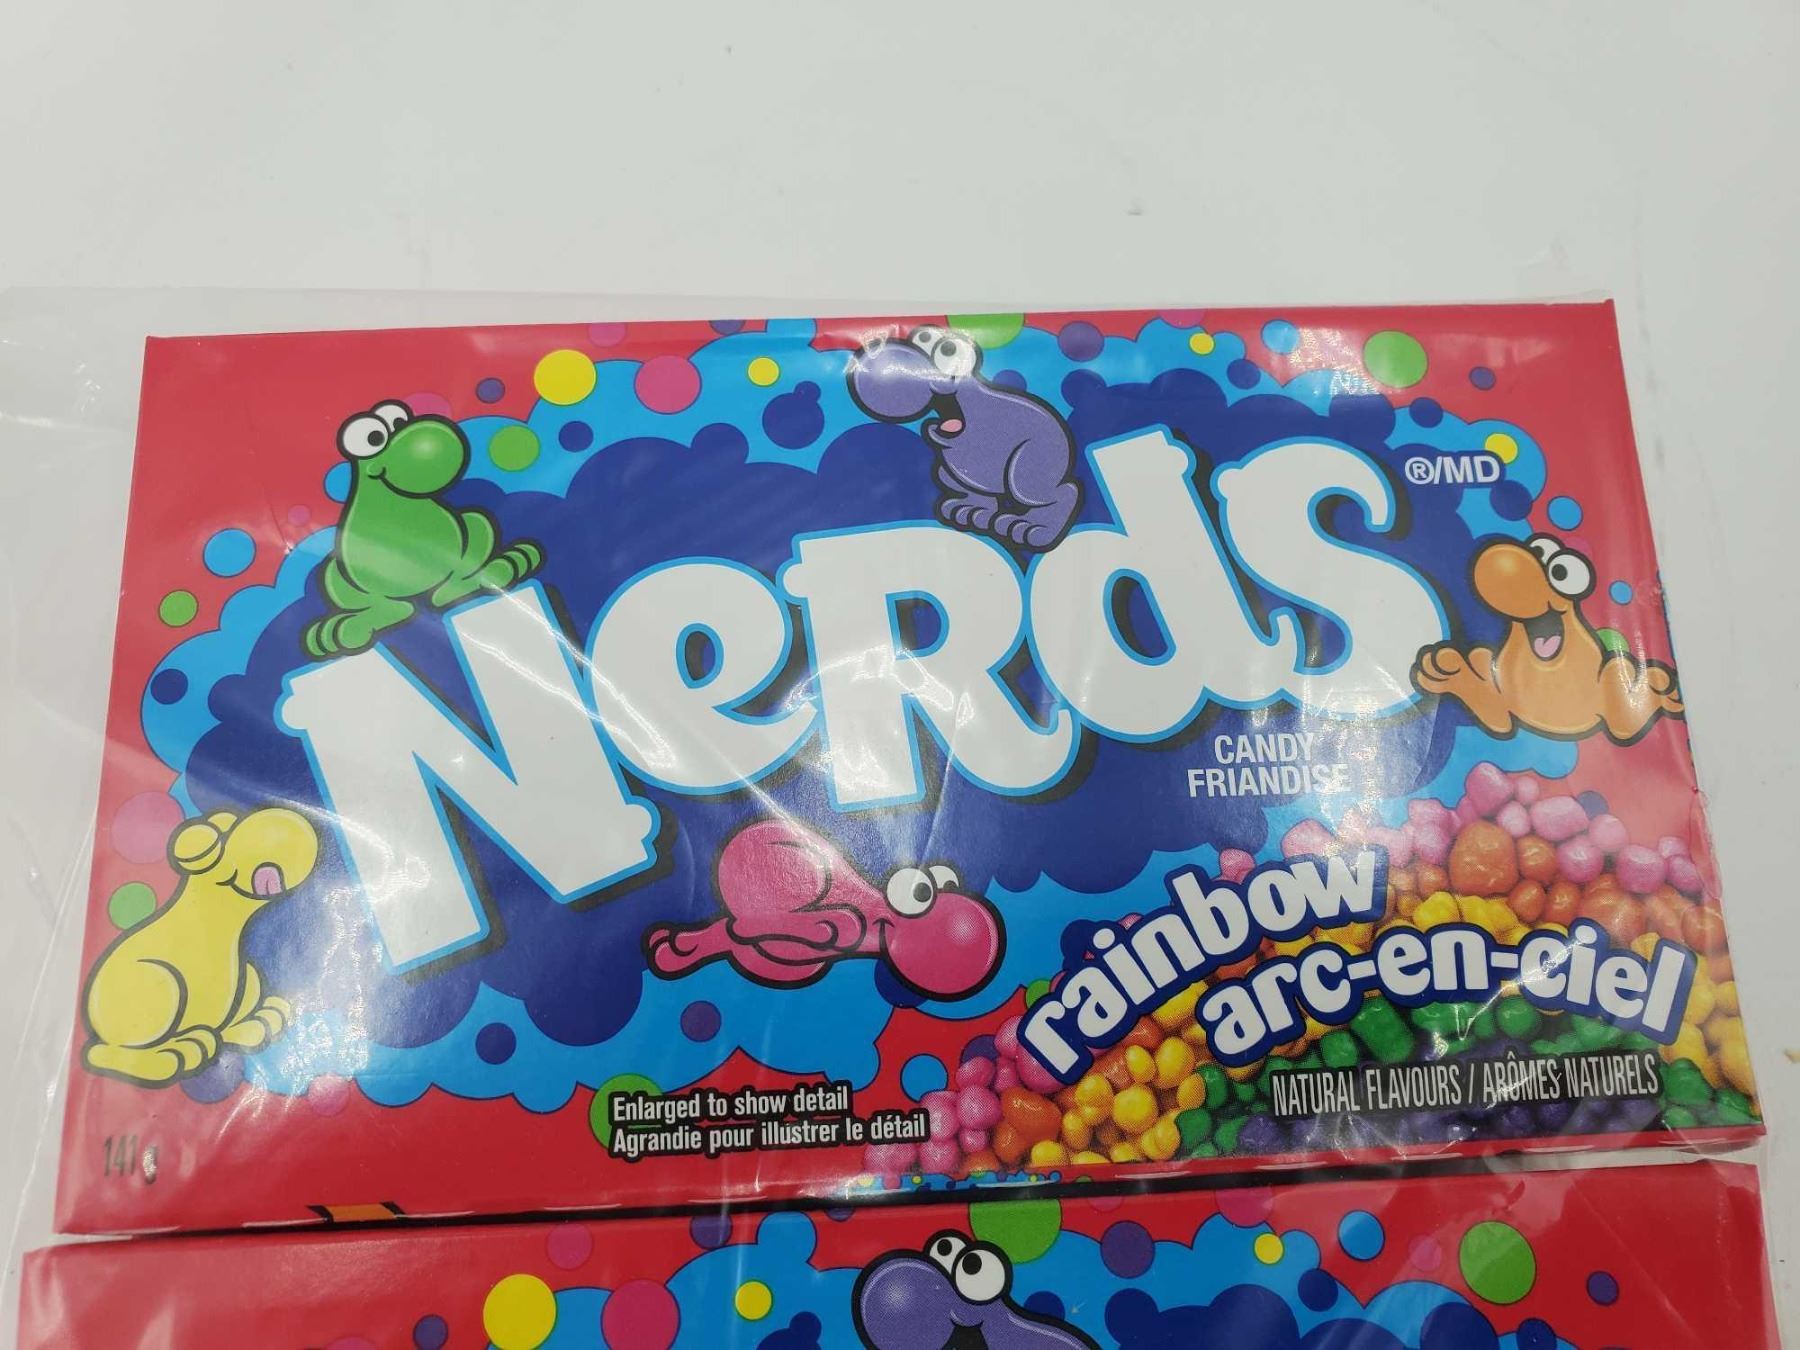 Nerds
®/MD
CANDY
FRIANDISE
rainbow
arc-en-ciel
NATURAL FLAVOURS / ARÔMES NATURELS
Enlarged to show detail
Agrandie pour illustrer le détail
141 g